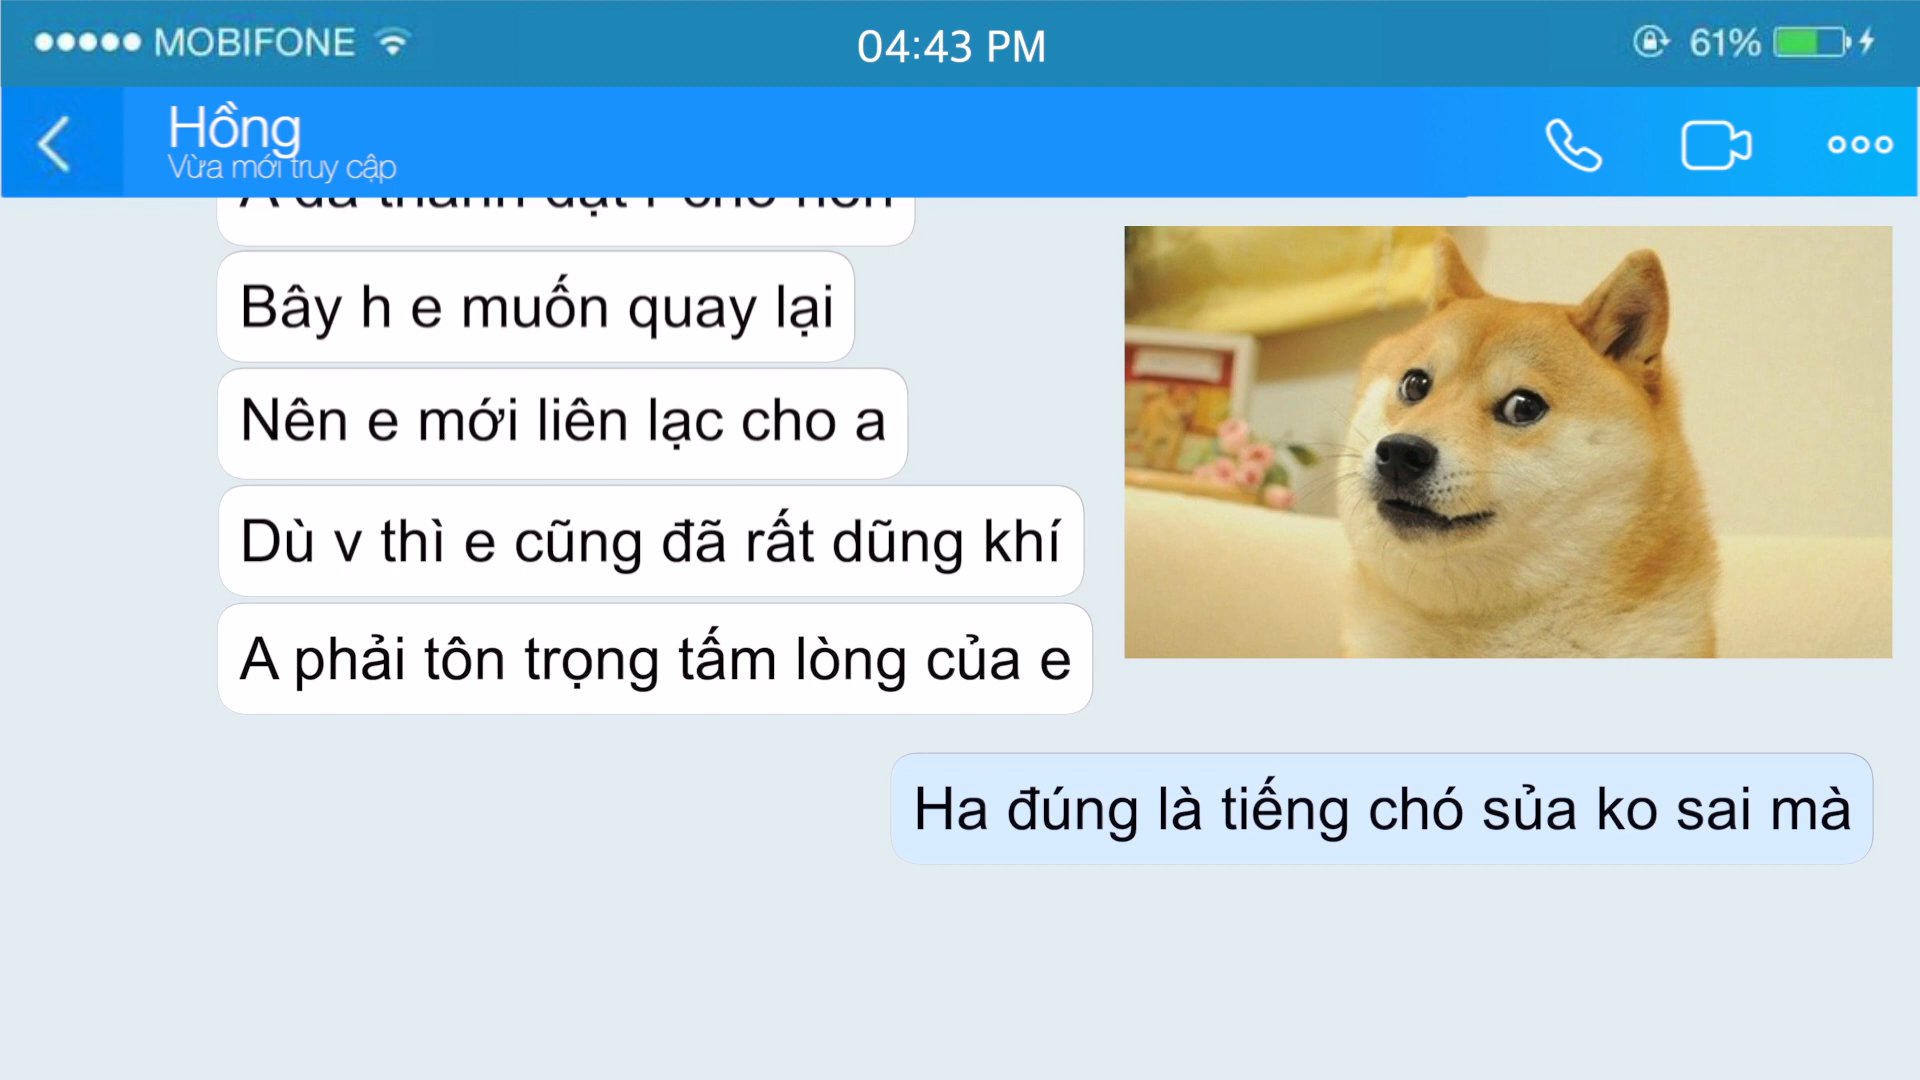 MOBIFONE 04:43 PM 61%
Hồng
Vừa mới truy cập
Bây h e muốn quay lại
Nên e mới liên lạc cho a
Dù v thì e cũng đã rất dũng khí
A phải tôn trọng tấm lòng của e
Ha đúng là tiếng chó sủa ko sai mà